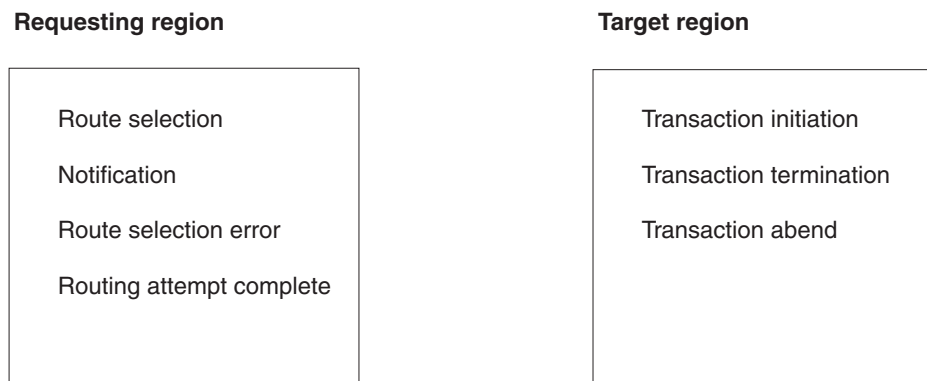 Requesting region
Route selection
Notification
Route selection error
Routing attempt complete
Target region
Transaction initiation
Transaction termination
Transaction abend